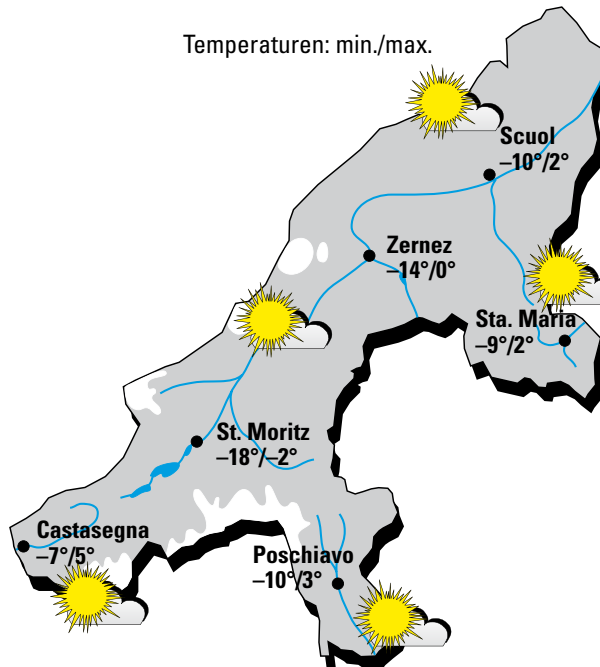 Temperaturen: min./max.
Scuol
–10°/2°
Zernez
–14°/0°
Sta. Maria
–9°/2°
St. Moritz
–18°/–2°
Castasegna
–7°/5°
Poschiavo
–10°/3°